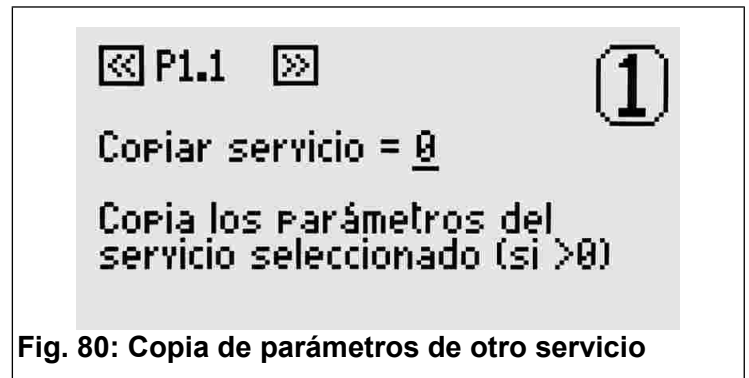 « P1.1 » 1
Copiar servicio = 0
Copia los parámetros del
servicio seleccionado (si >0)
Fig. 80: Copia de parámetros de otro servicio